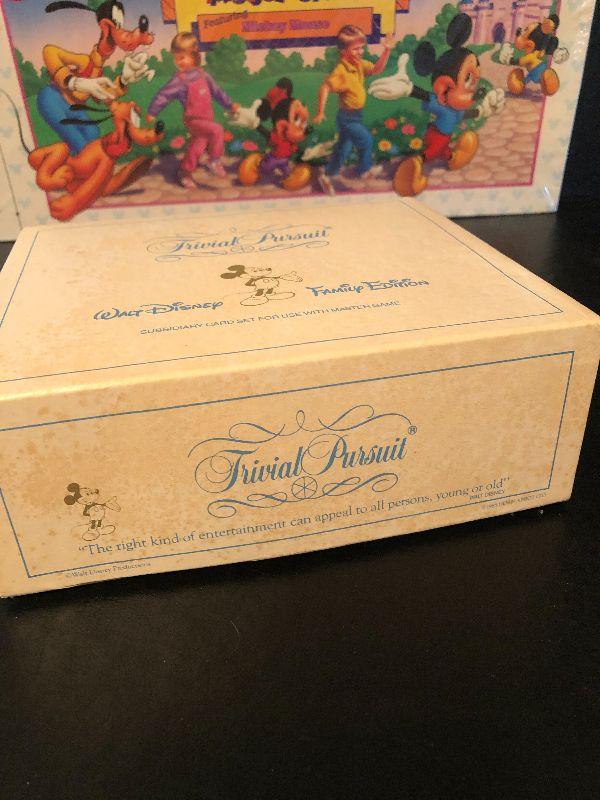 Featuring
Mickey Mouse
Trivial Pursuit
WALT DISNEY FAMILY EDITION
SUBSIDIARY CARD SET FOR USE WITH MASTER GAME
Trivial Pursuit®
"The right kind of entertainment can appeal to all persons, young or old"
WALT DISNEY
© Walt Disney Productions